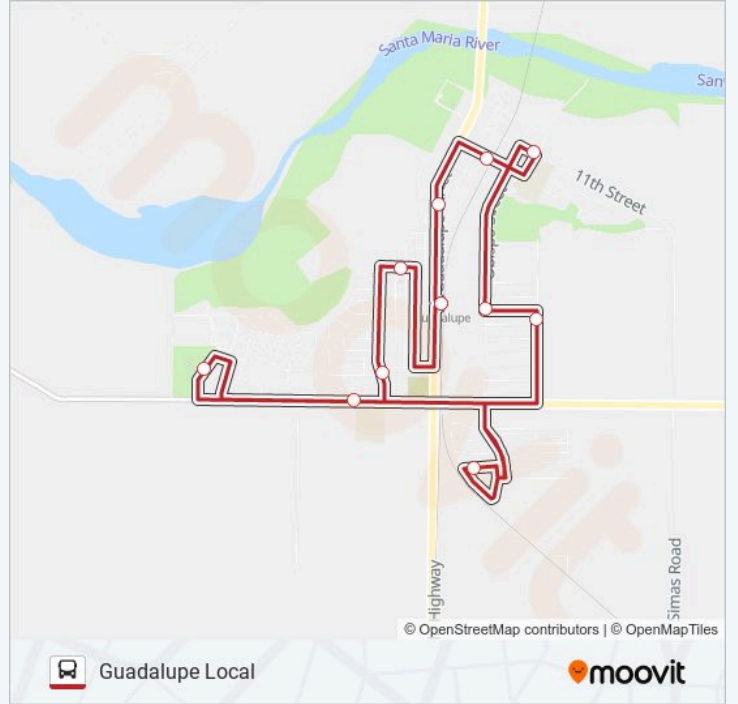 Santa Maria River
San
11th Street
Highway
Simas Road
© OpenStreetMap contributors | © OpenMapTiles
Guadalupe Local
moovit